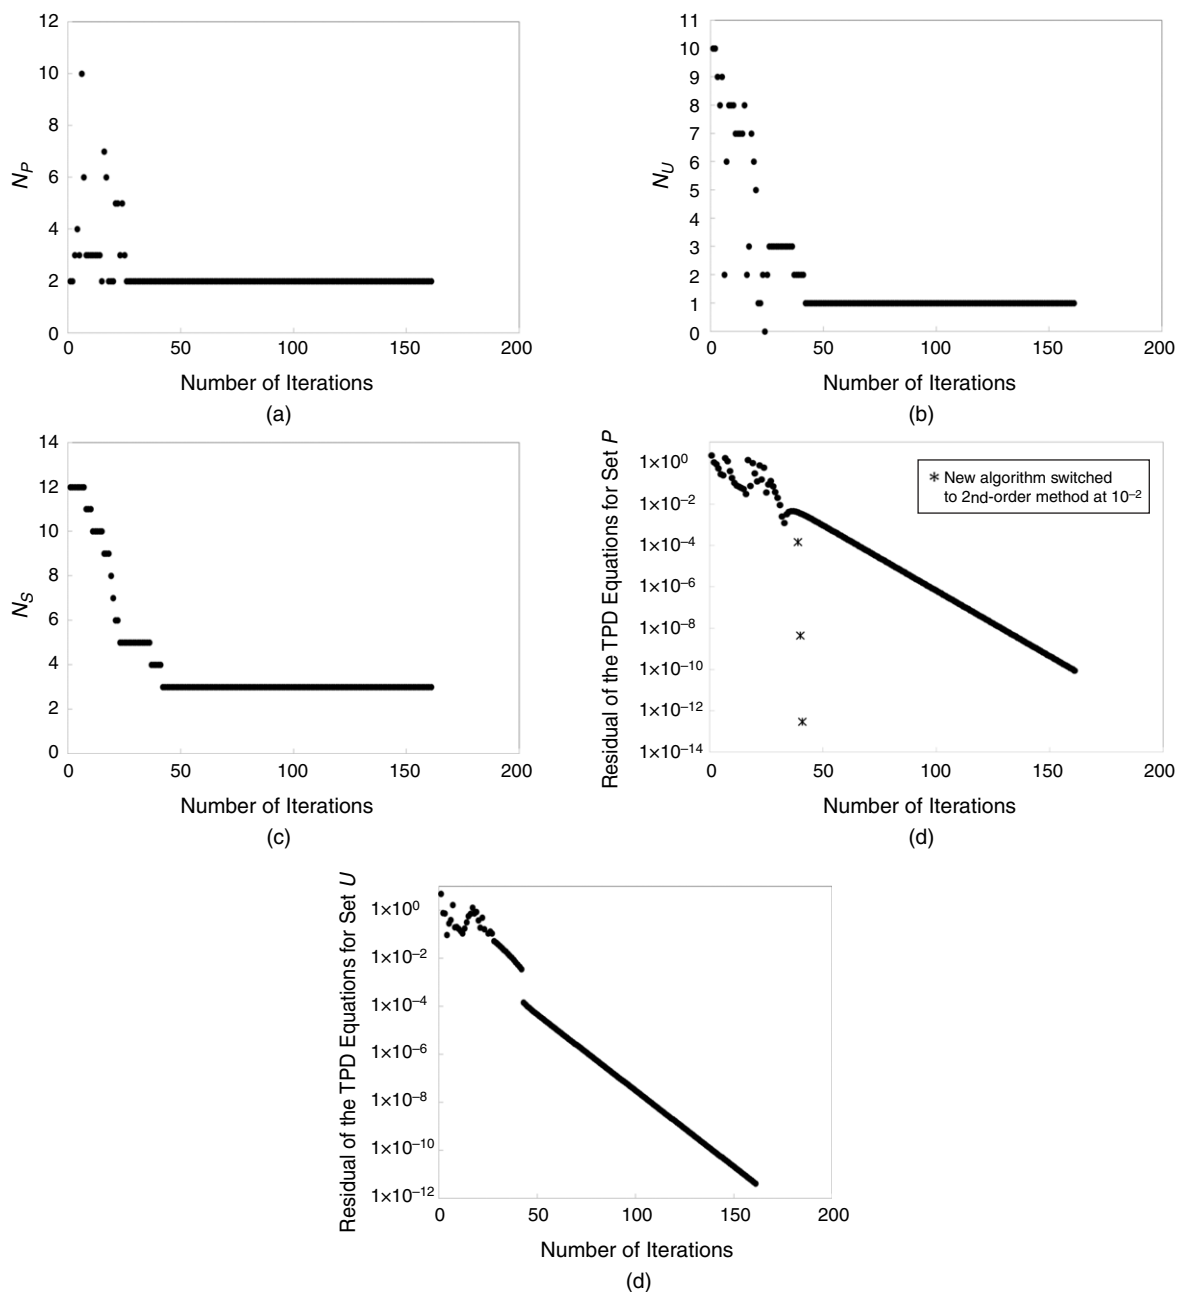 12
10
8
6
4
2
0
N_P
0 50 100 150 200
Number of Iterations
(a)
11
10
9
8
7
6
5
4
3
2
1
0
N_U
0 50 100 150 200
Number of Iterations
(b)
14
12
10
8
6
4
2
0
N_S
0 50 100 150 200
Number of Iterations
(c)
Residual of the TPD Equations for Set P
1×10⁰
1×10⁻²
1×10⁻⁴
1×10⁻⁶
1×10⁻⁸
1×10⁻¹⁰
1×10⁻¹²
1×10⁻¹⁴
* New algorithm switched
to 2nd-order method at 10⁻²
0 50 100 150 200
Number of Iterations
(d)
Residual of the TPD Equations for Set U
1×10⁰
1×10⁻²
1×10⁻⁴
1×10⁻⁶
1×10⁻⁸
1×10⁻¹⁰
1×10⁻¹²
0 50 100 150 200
Number of Iterations
(d)